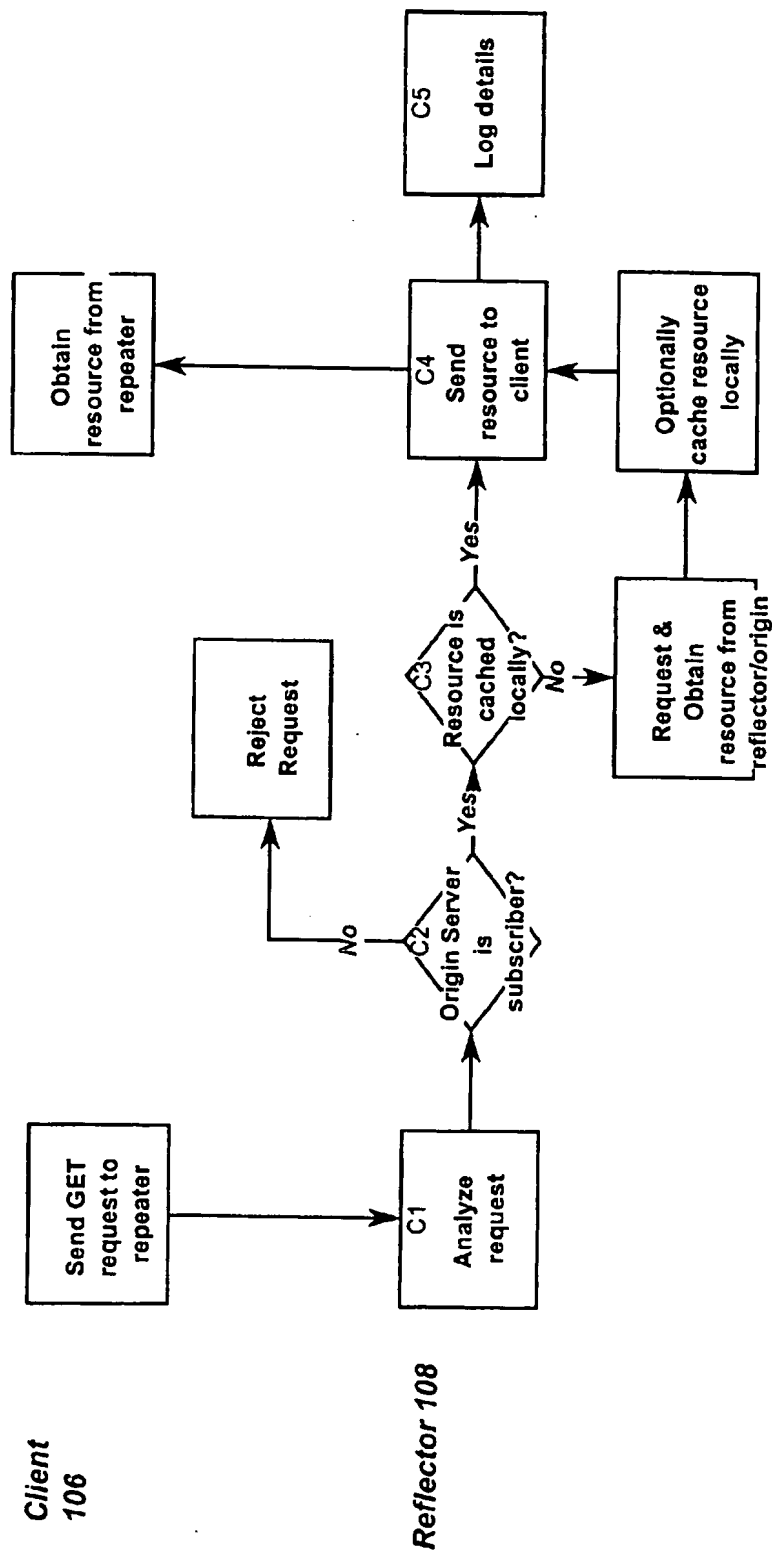 Client
106
Send GET
request to
repeater
Obtain
resource from
repeater
Reject
Request
Reflector 108
C1
Analyze
request
C2
Origin Server
is
subscriber?
No
Yes
C3
Resource is
cached
locally?
Yes
No
C4
Send
resource to
client
C5
Log details
Request &
Obtain
resource from
reflector/origin
Optionally
cache resource
locally